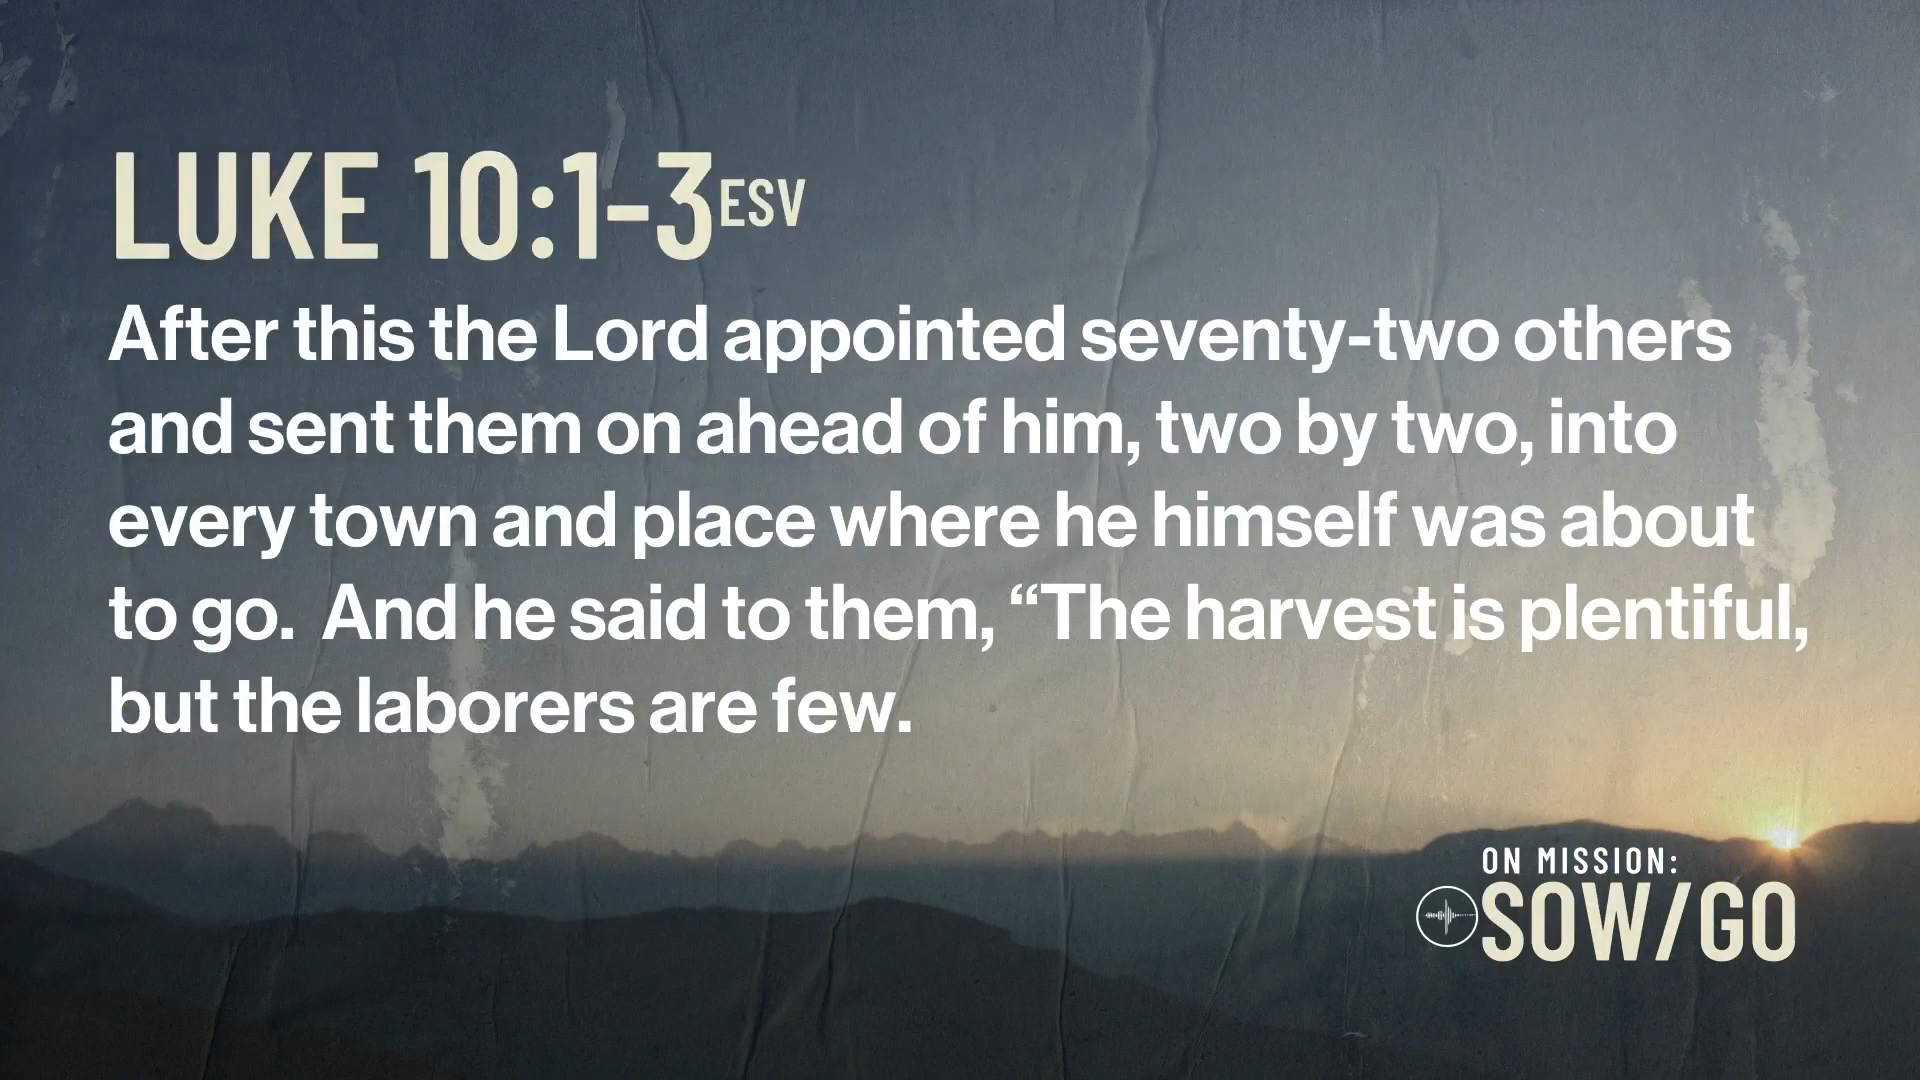 LUKE 10:1-3 ESV
After this the Lord appointed seventy-two others
and sent them on ahead of him, two by two, into
every town and place where he himself was about
to go.  And he said to them, “The harvest is plentiful,
but the laborers are few.
ON MISSION:
SOW/GO